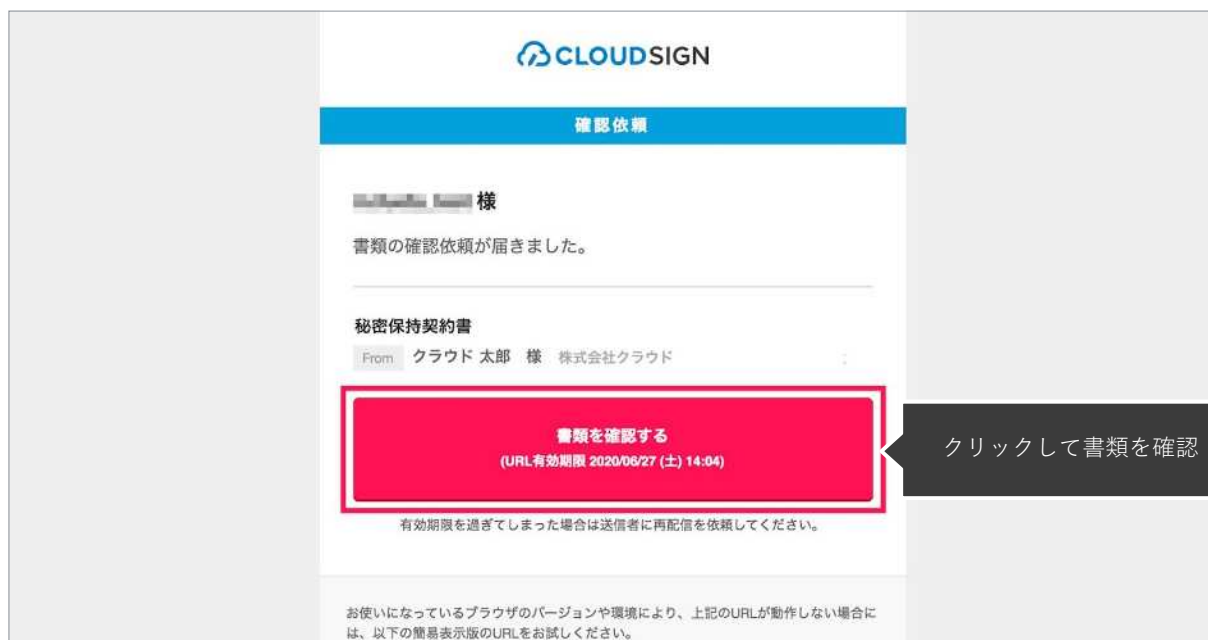 CLOUDSIGN
確認依頼
様
書類の確認依頼が届きました。
秘密保持契約書
From クラウド 太郎 様 株式会社クラウド
書類を確認する
(URL有効期限 2020/06/27 (土) 14:04)
クリックして書類を確認
有効期限を過ぎてしまった場合は送信者に再配信を依頼してください。
お使いになっているブラウザのバージョンや環境により、上記のURLが動作しない場合に
は、以下の簡易表示版のURLをお試しください。